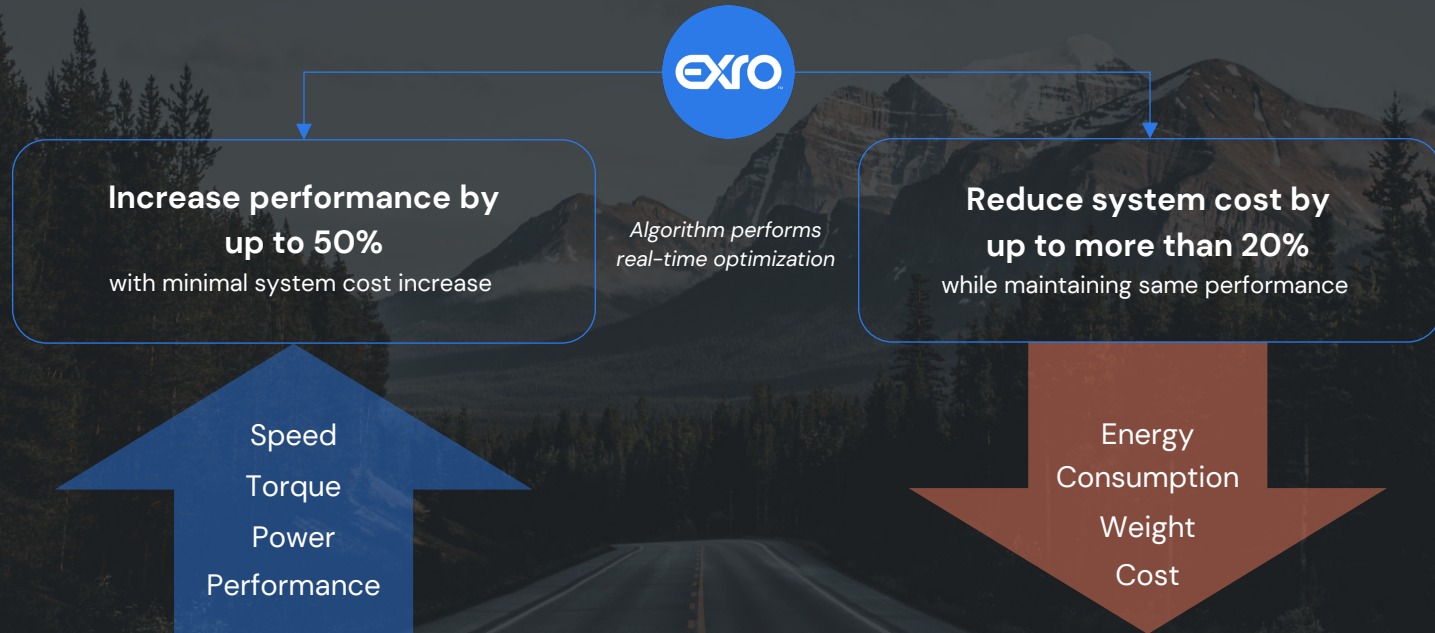 exro
Increase performance by
up to 50%
with minimal system cost increase
Algorithm performs
real-time optimization
Reduce system cost by
up to more than 20%
while maintaining same performance
Speed
Torque
Power
Performance
Energy
Consumption
Weight
Cost